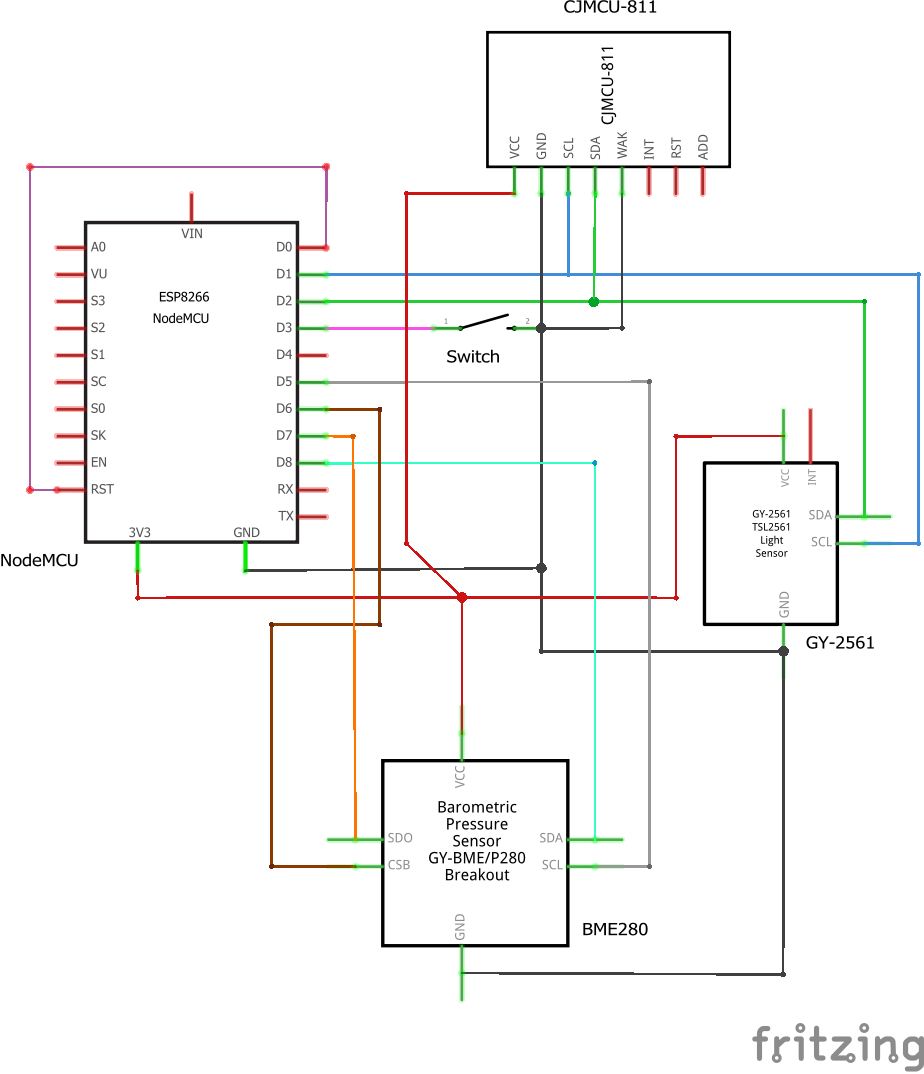 CJMCU-811
CJMCU-811
VCC GND SCL SDA WAK INT RST ADD
VIN
ESP8266
NodeMCU
A0 D0
VU D1
S3 D2
S2 D3
S1 D4
SC D5
S0 D6
SK D7
EN D8
RST RX
TX
3V3 GND
NodeMCU
1 2
Switch
VCC INT
GY-2561
TSL2561
Light
Sensor
SDA
SCL
GND
GY-2561
VCC
Barometric
Pressure
Sensor
GY-BME/P280
Breakout
SDO SDA
CSB SCL
GND
BME280
fritzing